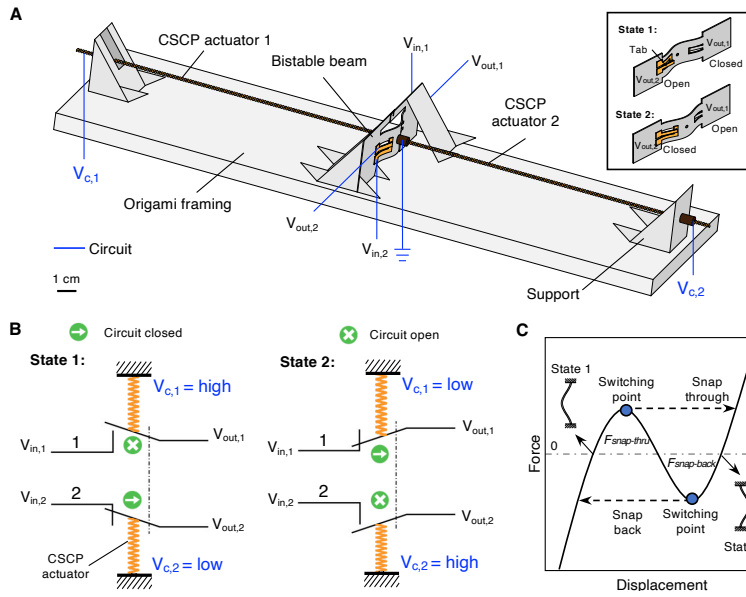 A
CSCP actuator 1
Bistable beam
V_in,1
V_out,1
CSCP
actuator 2
State 1:
Tab
V_out,1
V_out,2
Open
Closed
State 2:
V_out,1
V_out,2
Closed
Open
V_c,1
Origami framing
V_out,2
V_in,2
Support
V_c,2
Circuit
1 cm
B
Circuit closed
Circuit open
State 1:
V_c,1 = high
V_in,1
1
V_out,1
V_in,2
2
V_out,2
CSCP
actuator
V_c,2 = low
State 2:
V_c,1 = low
V_in,1
1
V_out,1
V_in,2
2
V_out,2
V_c,2 = high
C
State 1
Switching
point
Snap
through
F_snap-thru
0
F_snap-back
Snap
back
Switching
point
State
Force
Displacement